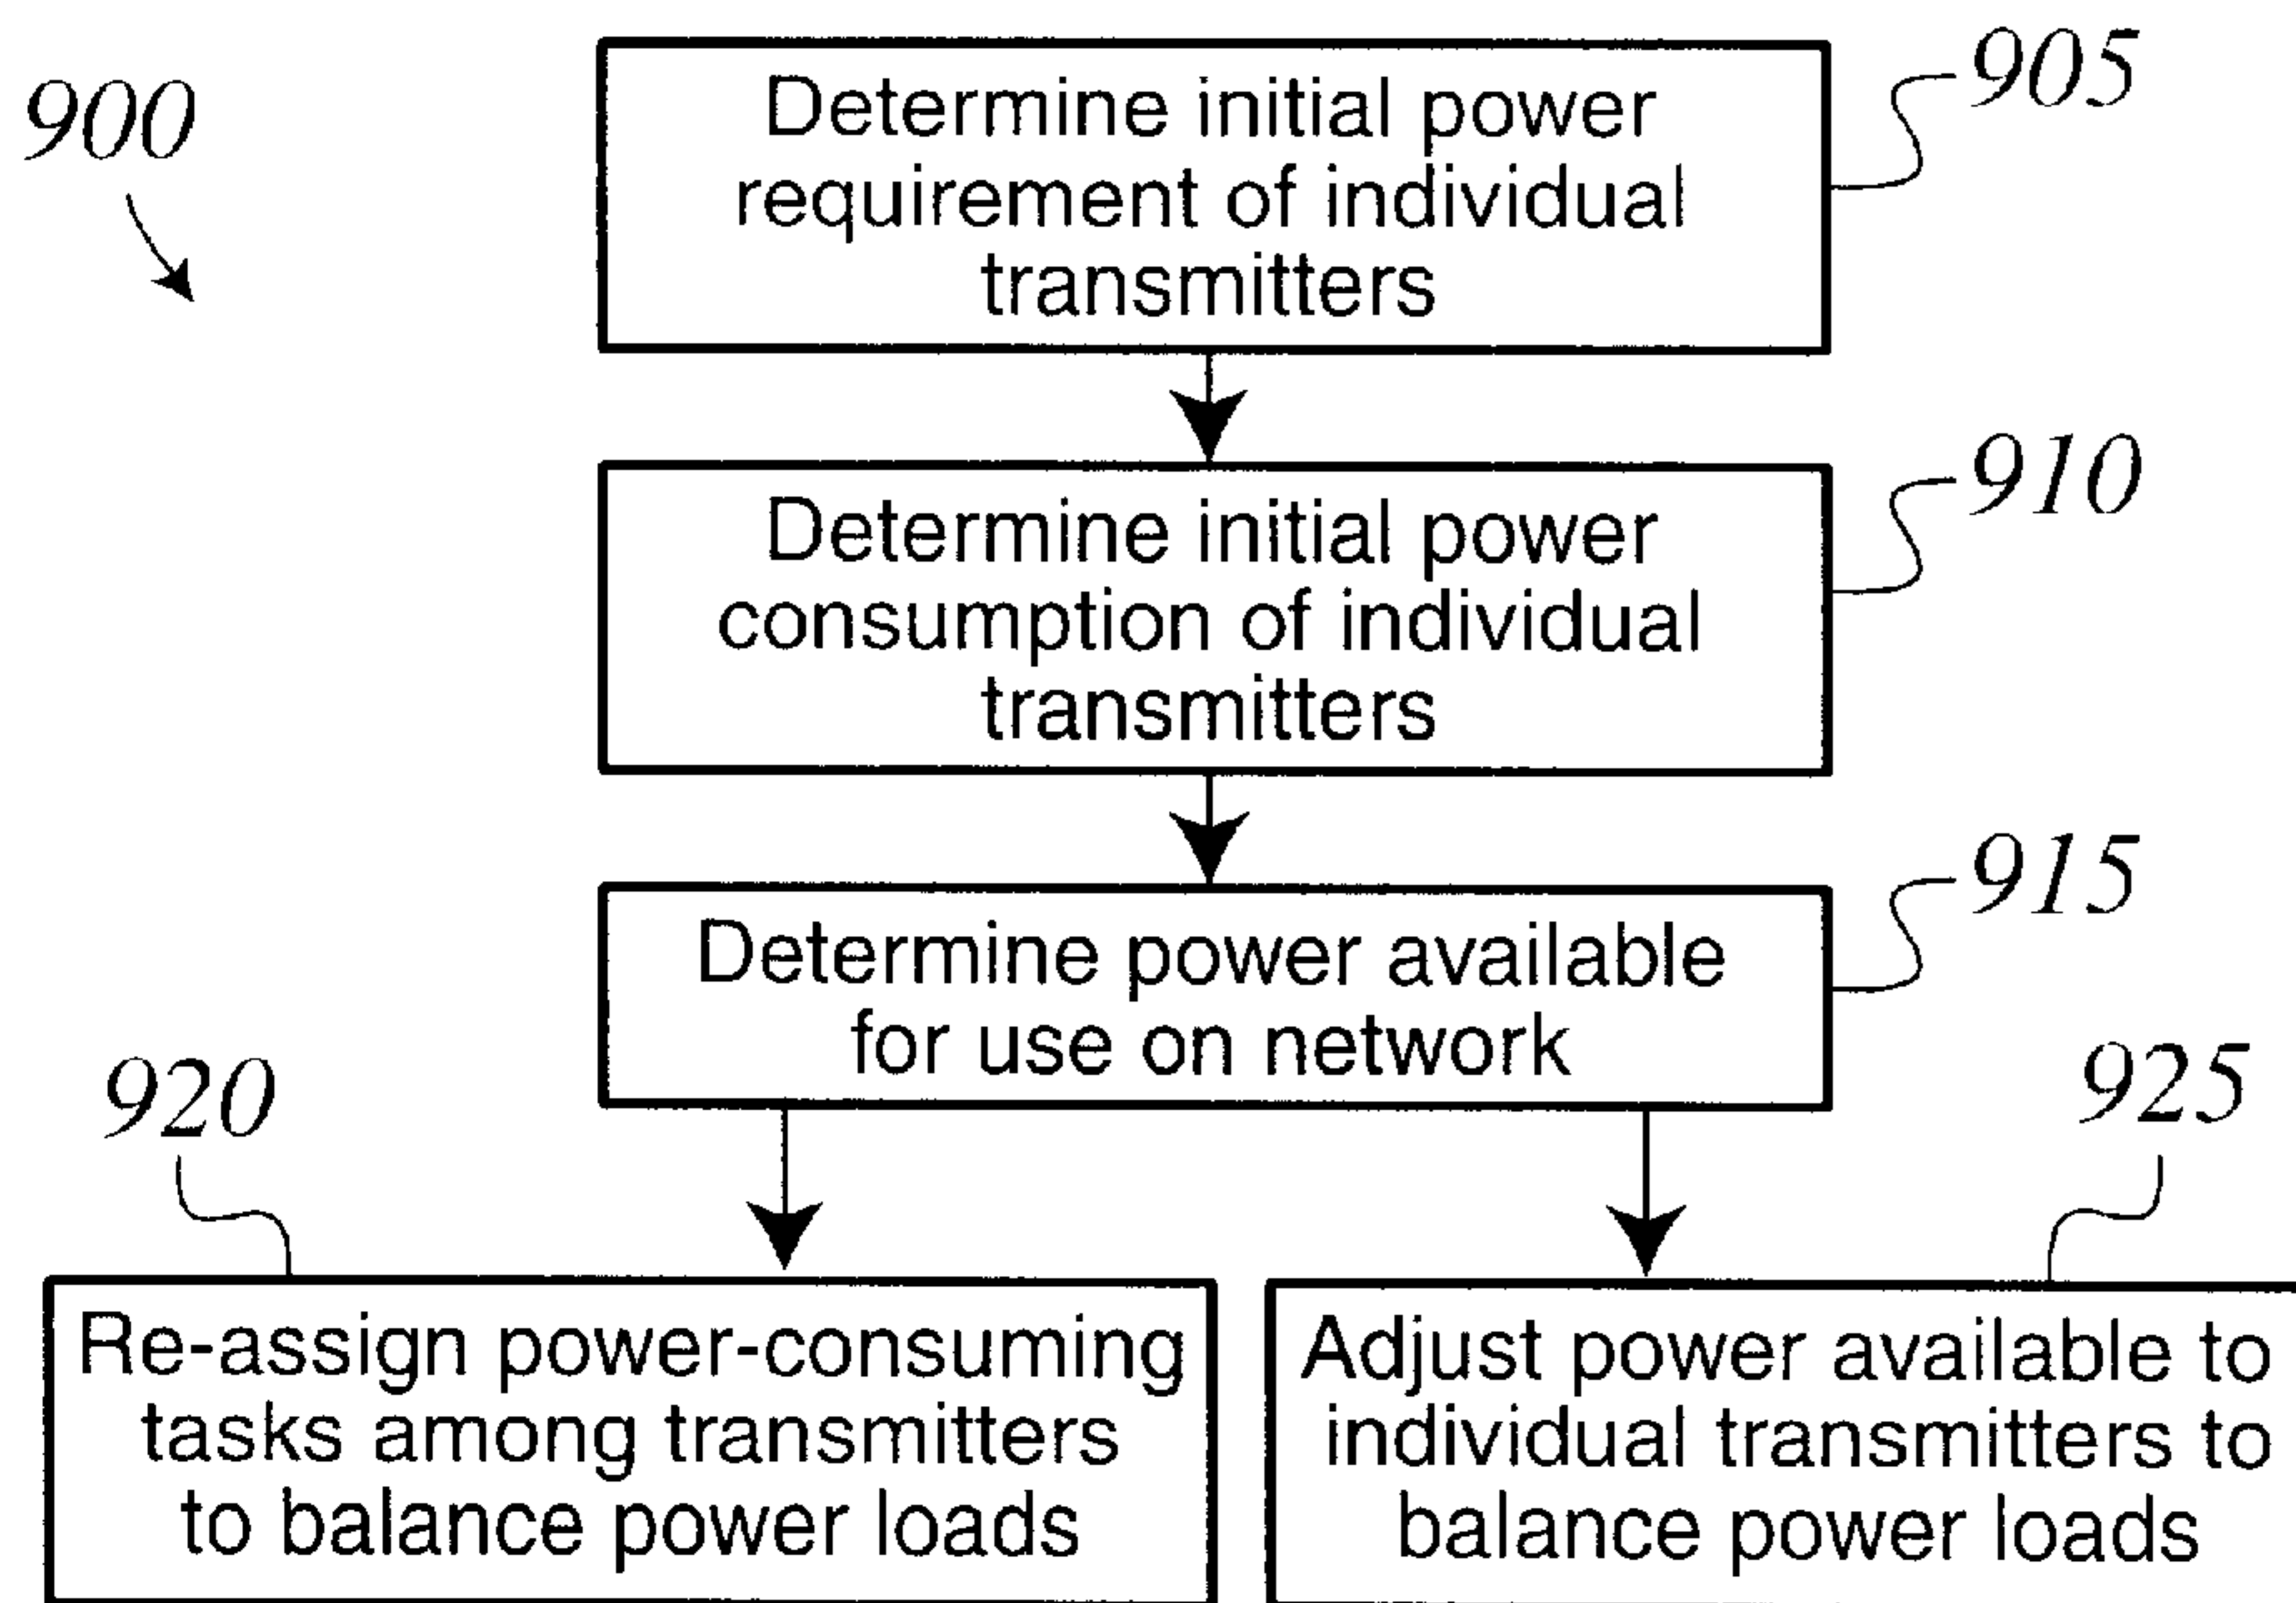 900
905
Determine initial power
requirement of individual
transmitters
910
Determine initial power
consumption of individual
transmitters
915
Determine power available
for use on network
920
925
Re-assign power-consuming
tasks among transmitters
to balance power loads
Adjust power available to
individual transmitters to
balance power loads